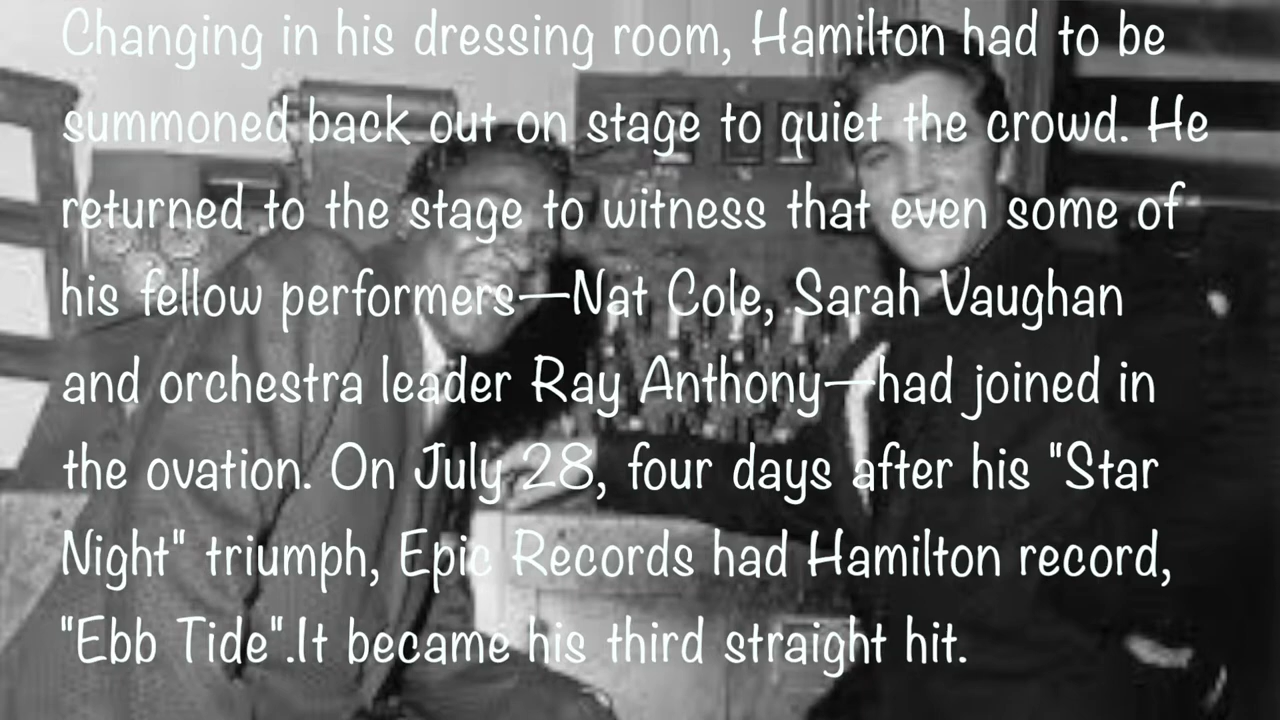 Changing in his dressing room, Hamilton had to be
summoned back out on stage to quiet the crowd. He
returned to the stage to witness that even some of
his fellow performers—Nat Cole, Sarah Vaughan
and orchestra leader Ray Anthony—had joined in
the ovation. On July 28, four days after his "Star
Night" triumph, Epic Records had Hamilton record,
"Ebb Tide".It became his third straight hit.